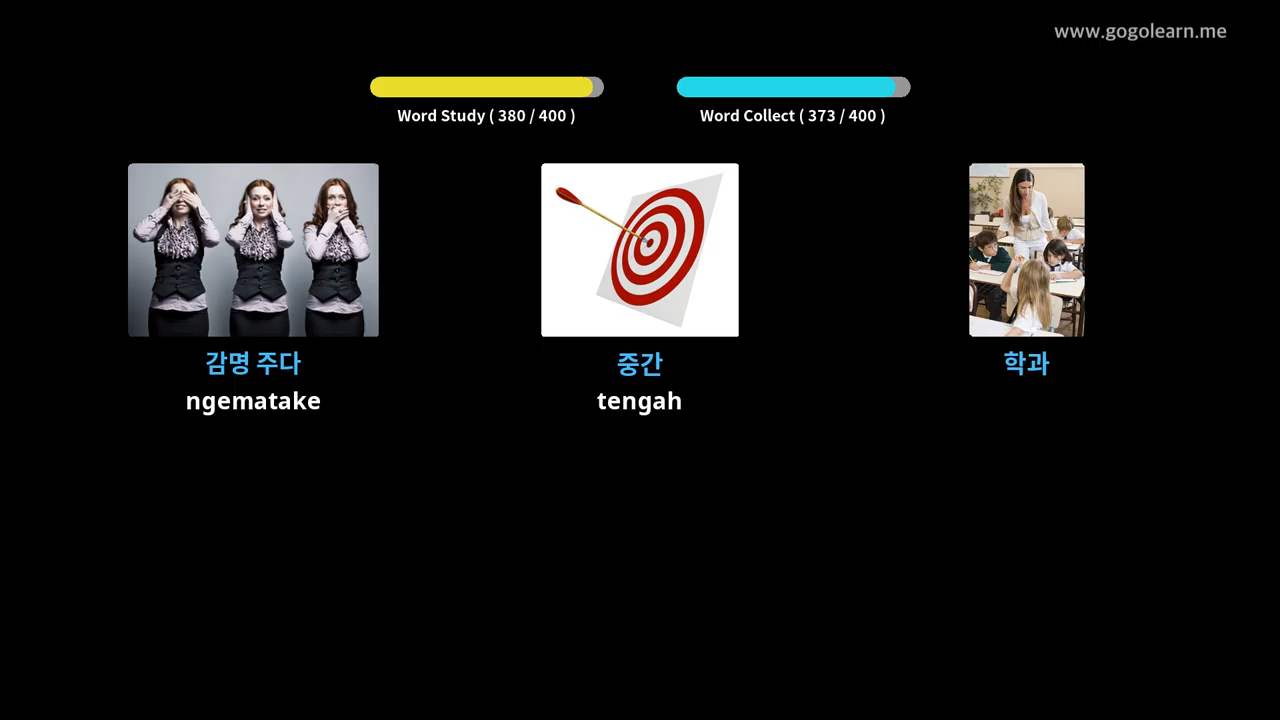 www.gogolearn.me
Word Study ( 380 / 400 )
Word Collect ( 373 / 400 )
감명 주다
ngematake
중간
tengah
학과